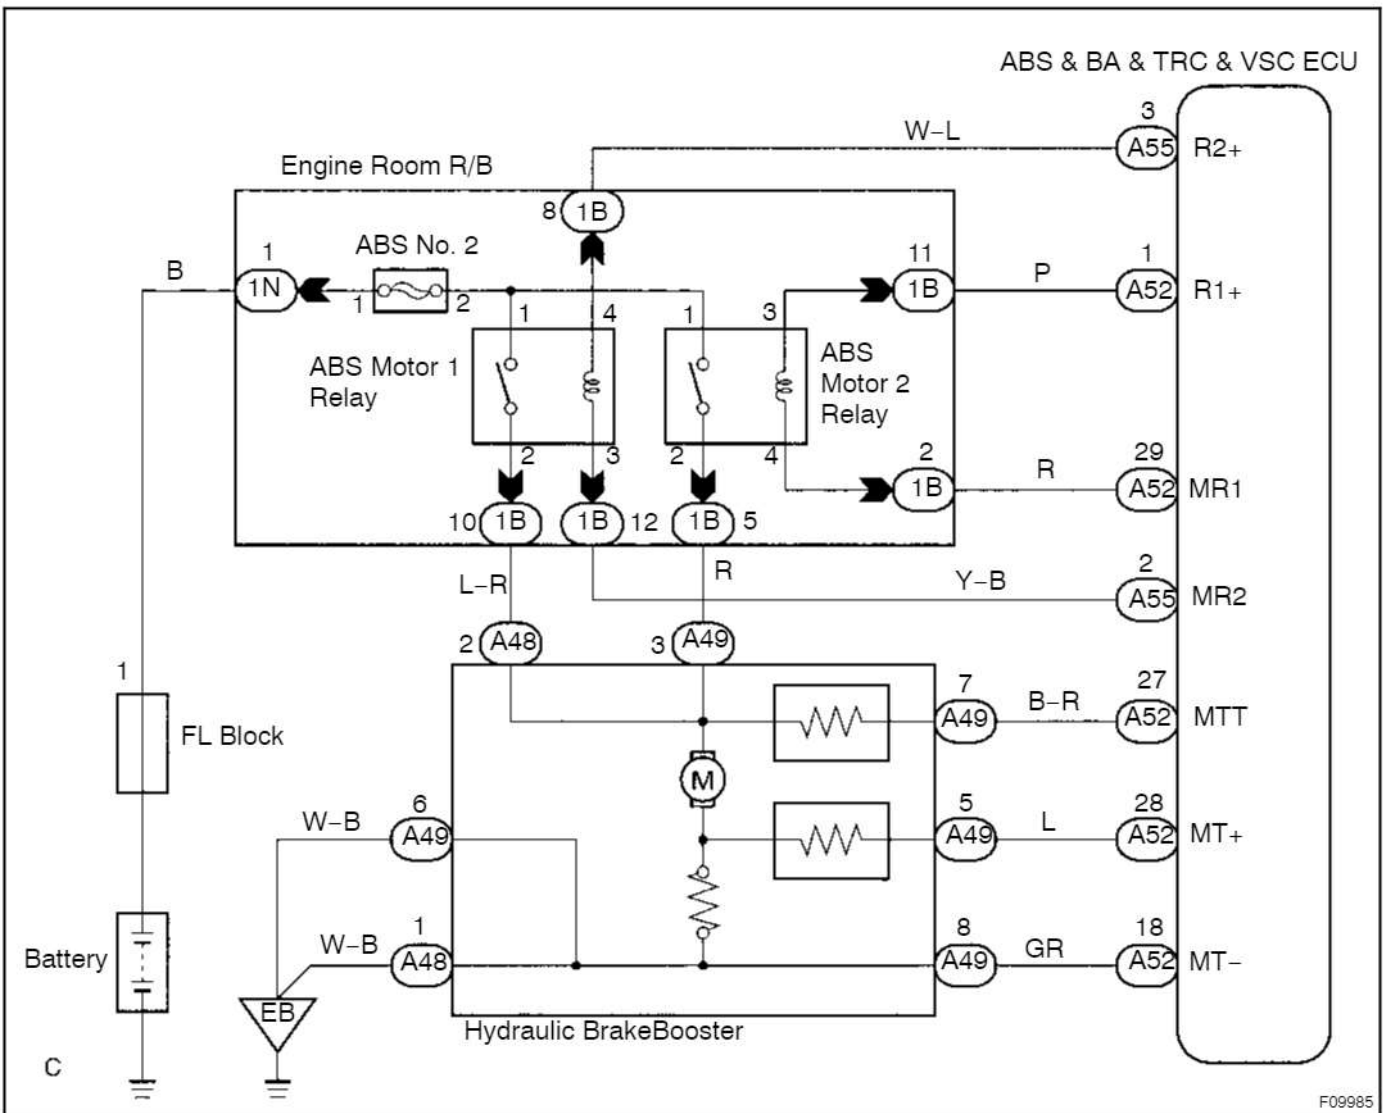 ABS & BA & TRC & VSC ECU
3
W-L
A55
R2+
Engine Room R/B
8
1B
ABS No. 2
1
B
1N
1
2
11
1B
P
1
A52
R1+
1
4
1
3
ABS Motor 1
Relay
ABS
Motor 2
Relay
2
3
2
4
2
1B
R
29
A52
MR1
10
1B
1B
12
1B
5
L-R
R
Y-B
2
A55
MR2
2
A48
3
A49
1
FL Block
7
A49
B-R
27
A52
MTT
M
6
W-B
A49
5
A49
L
28
A52
MT+
Battery
1
W-B
A48
8
A49
GR
18
A52
MT-
EB
Hydraulic BrakeBooster
C
F09985